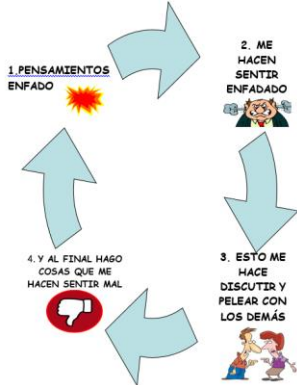 1.PENSAMIENTOS
ENFADO
2. ME
HACEN
SENTIR
ENFADADO
3. ESTO ME
HACE
DISCUTIR Y
PELEAR CON
LOS DEMÁS
4. Y AL FINAL HAGO
COSAS QUE ME
HACEN SENTIR MAL